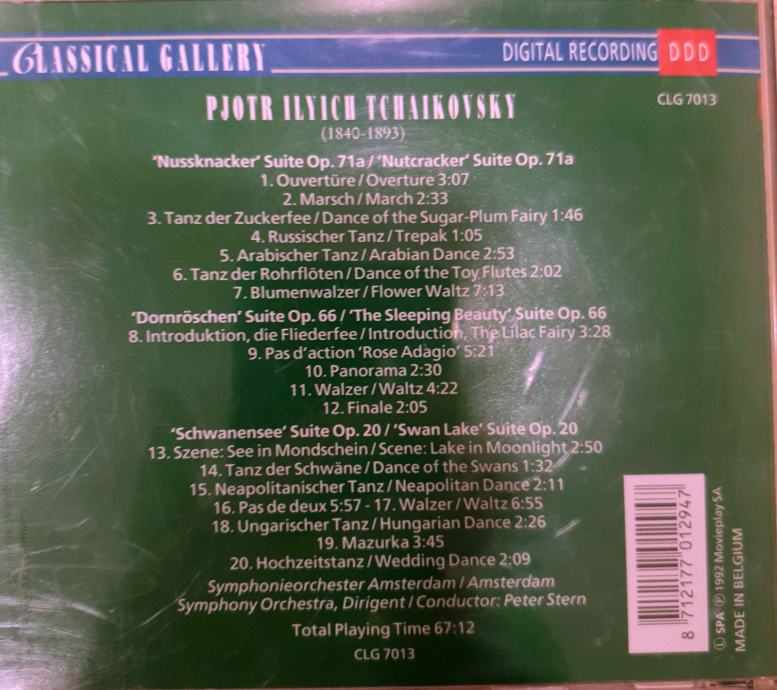 CLASSICAL GALLERY
DIGITAL RECORDING DDD
PJOTR ILYICH TCHAIKOVSKY
CLG 7013
(1840-1893)
'Nussknacker' Suite Op. 71a / 'Nutcracker' Suite Op. 71a
1. Ouvertüre / Overture 3:07
2. Marsch / March 2:33
3. Tanz der Zuckerfee / Dance of the Sugar-Plum Fairy 1:46
4. Russischer Tanz / Trepak 1:05
5. Arabischer Tanz / Arabian Dance 2:53
6. Tanz der Rohrflöten / Dance of the Toy Flutes 2:02
7. Blumenwalzer / Flower Waltz 7:13
'Dornröschen' Suite Op. 66 / 'The Sleeping Beauty' Suite Op. 66
8. Introduktion, die Fliederfee / Introduction, The Lilac Fairy 3:28
9. Pas d'action 'Rose Adagio' 5:21
10. Panorama 2:30
11. Walzer / Waltz 4:22
12. Finale 2:05
'Schwanensee' Suite Op. 20 / 'Swan Lake' Suite Op. 20
13. Szene: See in Mondschein / Scene: Lake in Moonlight 2:50
14. Tanz der Schwäne / Dance of the Swans 1:32
15. Neapolitanischer Tanz / Neapolitan Dance 2:11
16. Pas de deux 5:57 - 17. Walzer / Waltz 6:55
18. Ungarischer Tanz / Hungarian Dance 2:26
19. Mazurka 3:45
20. Hochzeitstanz / Wedding Dance 2:09
Symphonieorchester Amsterdam / Amsterdam
Symphony Orchestra, Dirigent / Conductor: Peter Stern
Total Playing Time 67:12
CLG 7013
8 712177 012947
Ⓛ SPA Ⓟ 1992 Movieplay SA
MADE IN BELGIUM